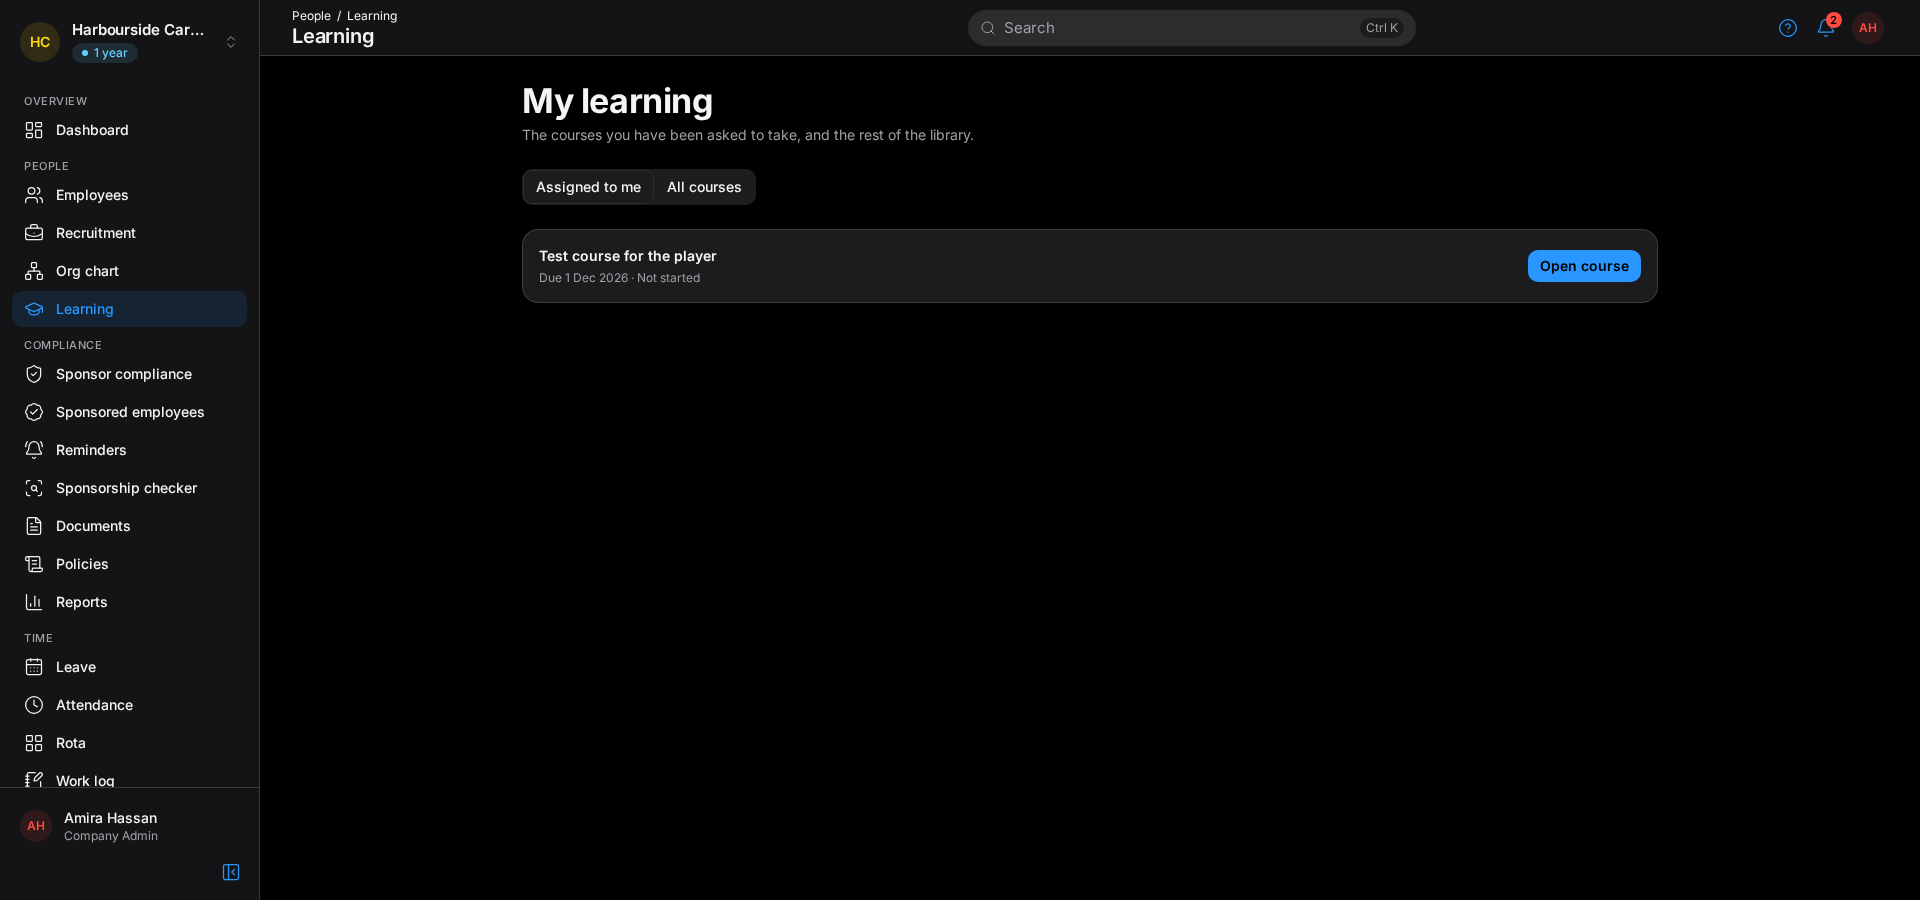 HC
Harbourside Car...
1 year
OVERVIEW
Dashboard
PEOPLE
Employees
Recruitment
Org chart
Learning
COMPLIANCE
Sponsor compliance
Sponsored employees
Reminders
Sponsorship checker
Documents
Policies
Reports
TIME
Leave
Attendance
Rota
Work log
AH
Amira Hassan
Company Admin
People / Learning
Learning
Search
Ctrl K
2
AH
My learning
The courses you have been asked to take, and the rest of the library.
Assigned to me
All courses
Test course for the player
Due 1 Dec 2026 · Not started
Open course